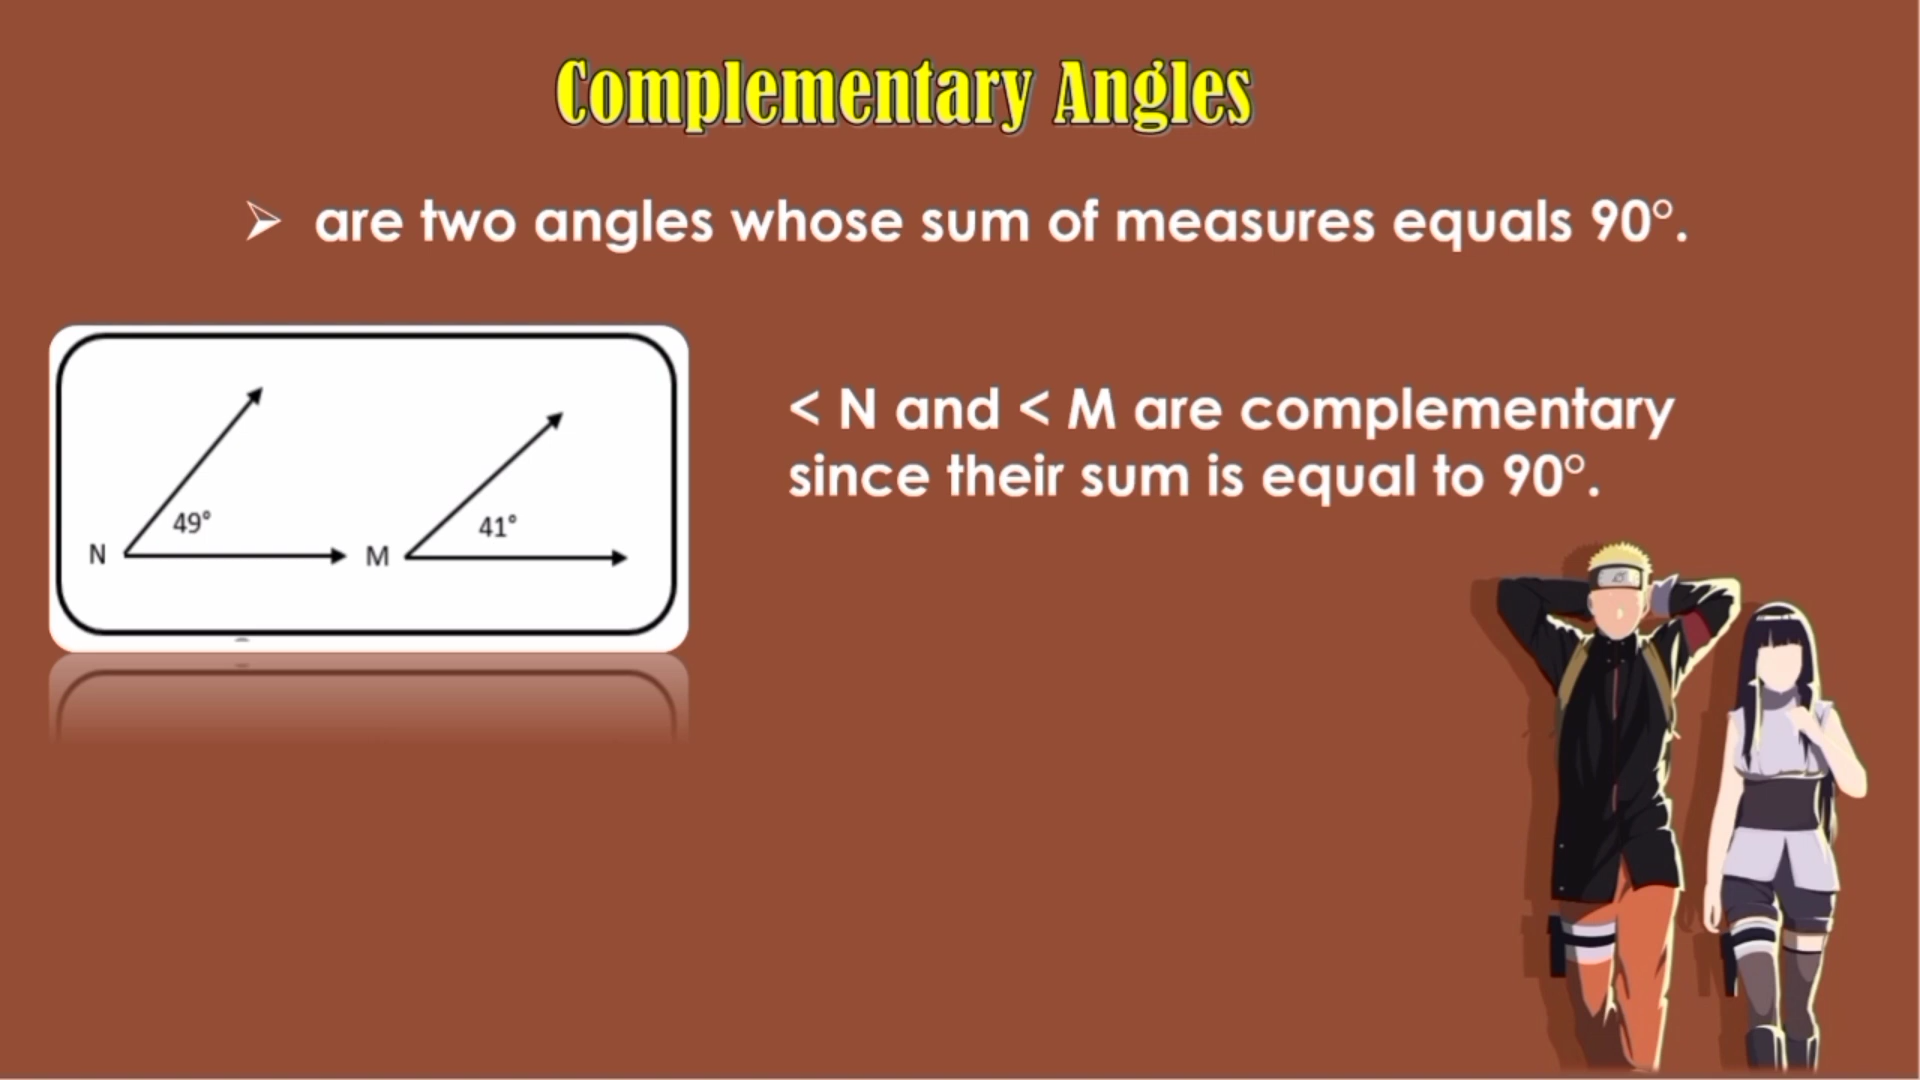 Complementary Angles
➢ are two angles whose sum of measures equals 90°.
49°
N
41°
M
< N and < M are complementary
since their sum is equal to 90°.